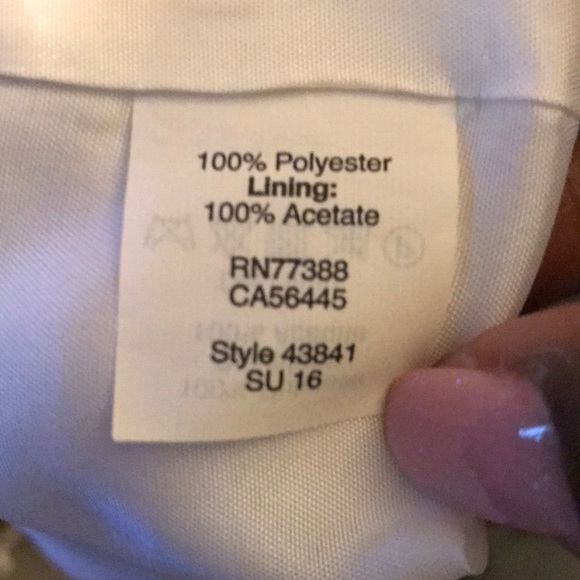 100% Polyester
Lining:
100% Acetate
RN77388
CA56445
Style 43841
SU 16